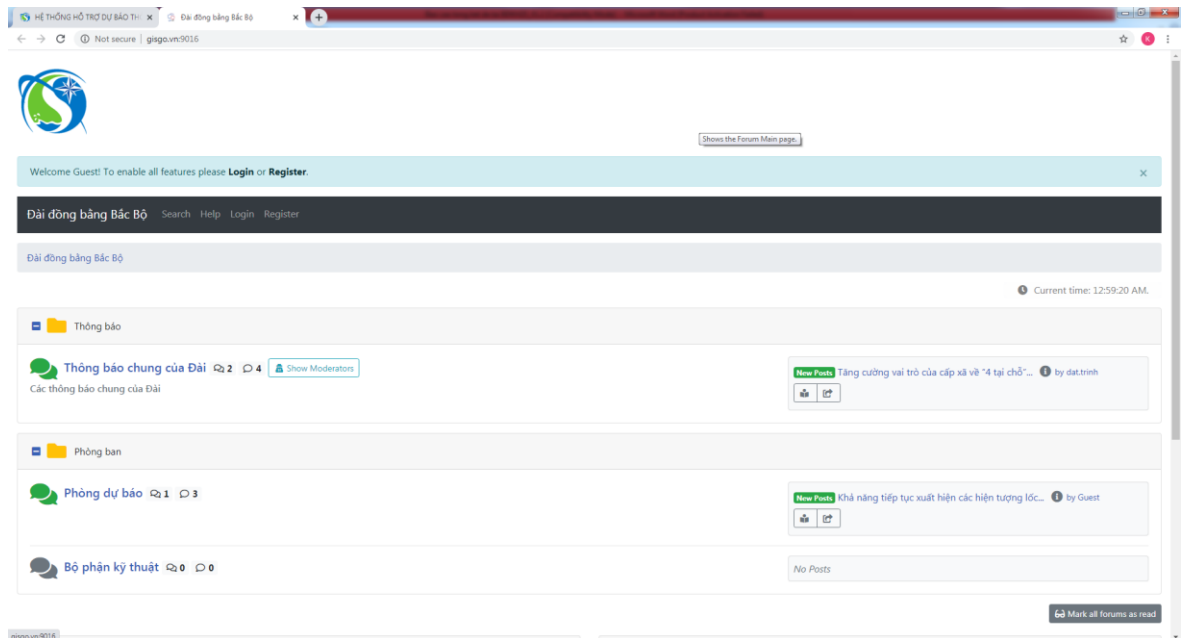 HỆ THỐNG HỖ TRỢ DỰ BÁO TH
Đài đồng bằng Bắc Bộ
Not secure | gisgo.vn:9016
K
Shows the Forum Main page.
Welcome Guest! To enable all features please Login or Register.
Đài đồng bằng Bắc Bộ Search Help Login Register
Đài đồng bằng Bắc Bộ
Current time: 12:59:20 AM.
Thông báo
Thông báo chung của Đài 2 4 Show Moderators
Các thông báo chung của Đài
New Posts Tăng cường vai trò của cấp xã về "4 tại chỗ"... by dat.trinh
Phòng ban
Phòng dự báo 1 3
New Posts Khả năng tiếp tục xuất hiện các hiện tượng lốc... by Guest
Bộ phận kỹ thuật 0 0
No Posts
Mark all forums as read
gisgo.vn:9016